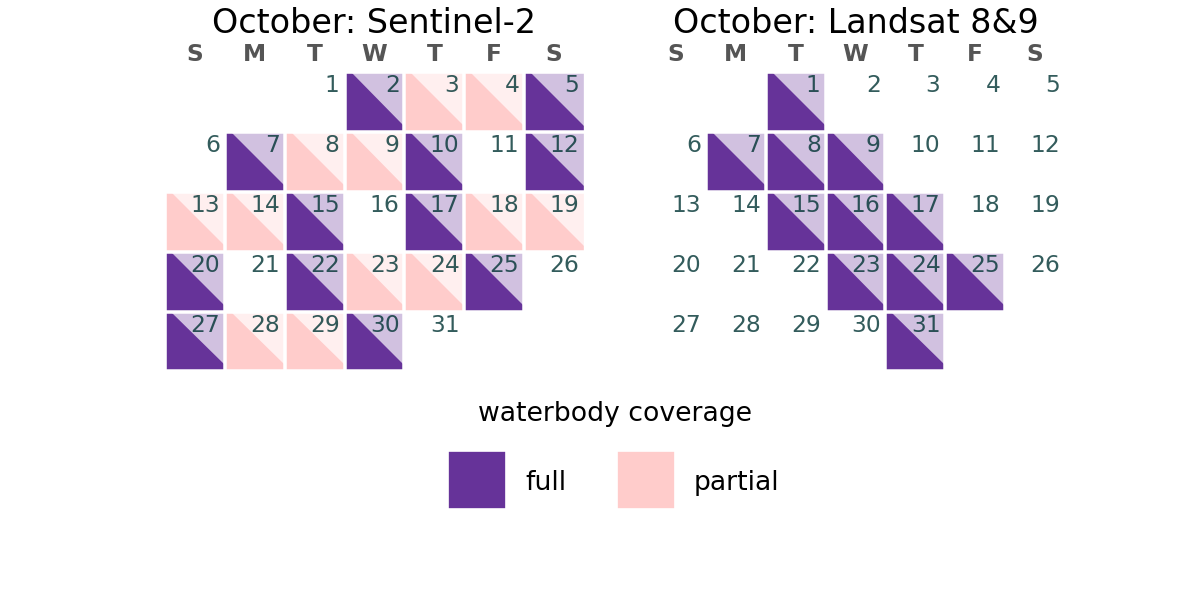 October: Sentinel-2
S M T W T F S
1 2 3 4 5
6 7 8 9 10 11 12
13 14 15 16 17 18 19
20 21 22 23 24 25 26
27 28 29 30 31
October: Landsat 8&9
S M T W T F S
1 2 3 4 5
6 7 8 9 10 11 12
13 14 15 16 17 18 19
20 21 22 23 24 25 26
27 28 29 30 31
waterbody coverage
full partial